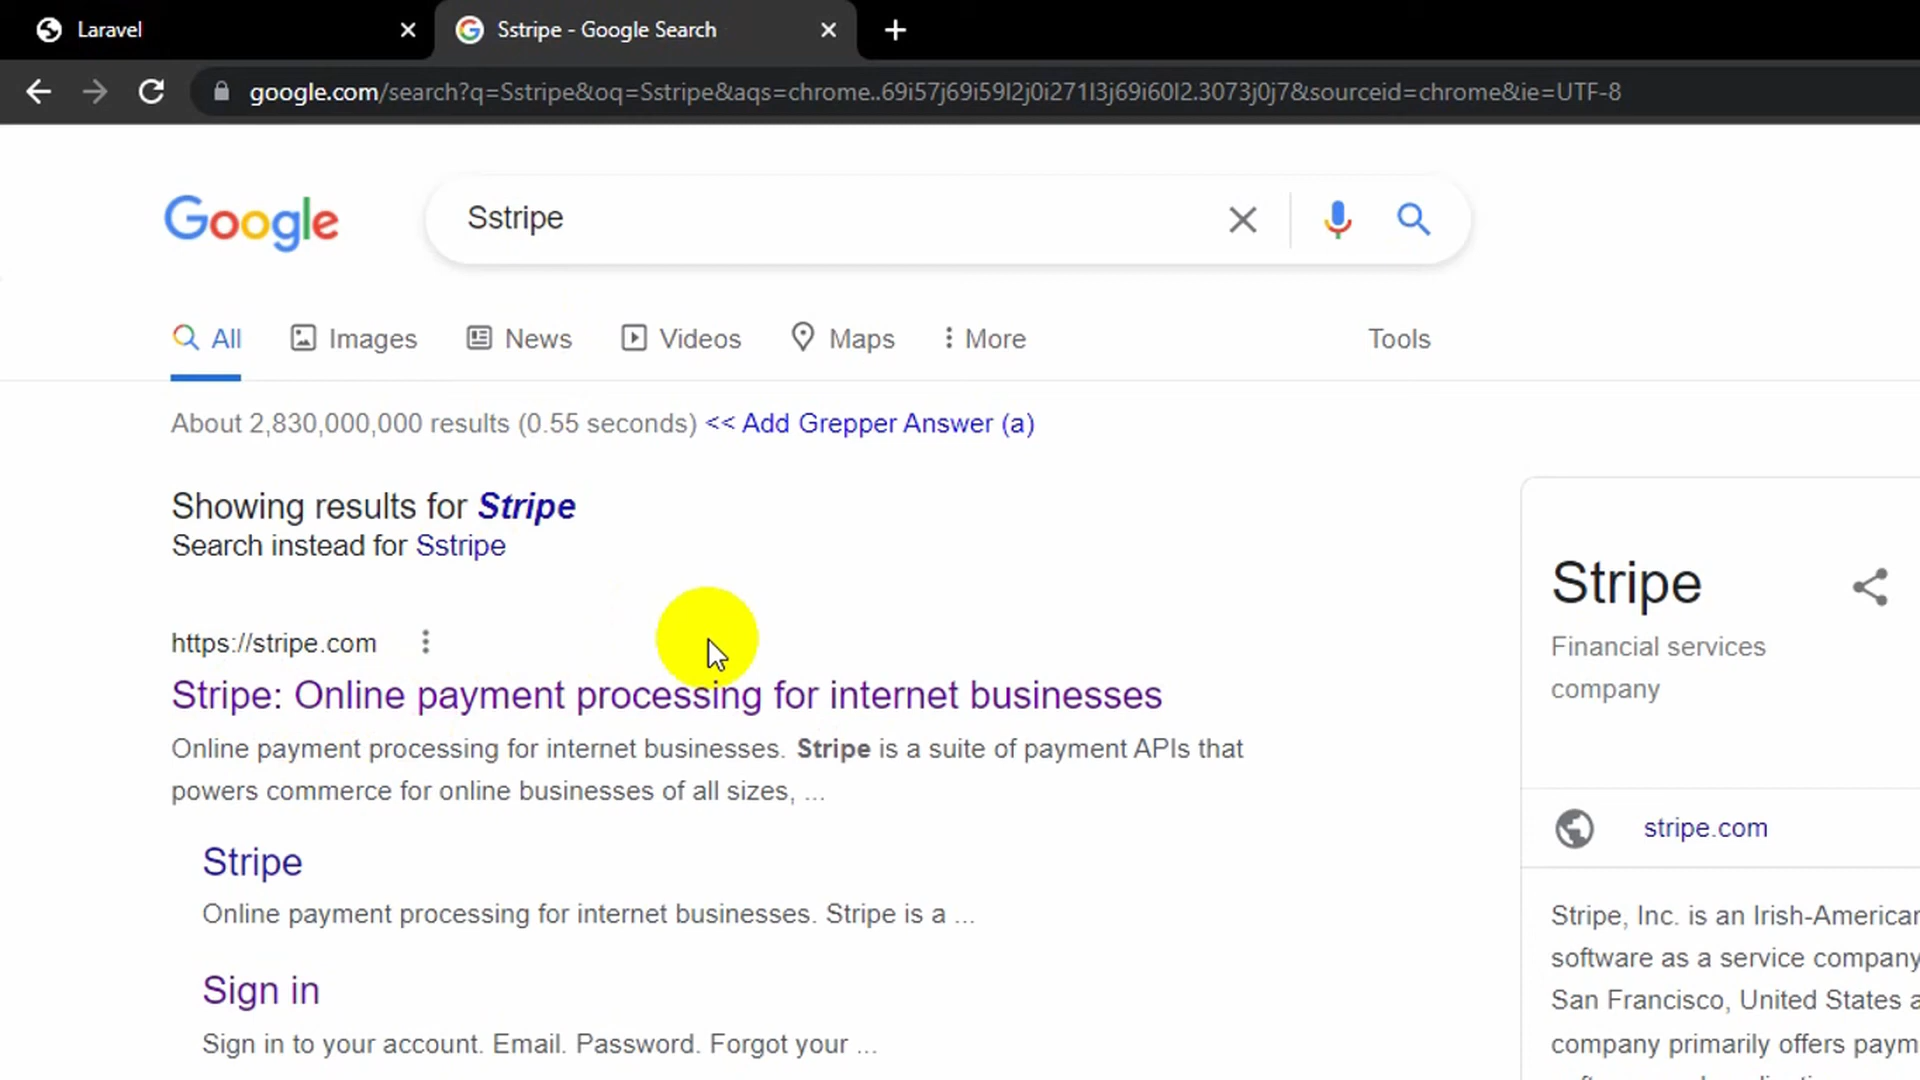 Laravel
Sstripe - Google Search
google.com/search?q=Sstripe&oq=Sstripe&aqs=chrome..69i57j69i59l2j0i271l3j69i60l2.3073j0j7&sourceid=chrome&ie=UTF-8
Google
Sstripe
All
Images
News
Videos
Maps
More
Tools
About 2,830,000,000 results (0.55 seconds) << Add Grepper Answer (a)
Showing results for Stripe
Search instead for Sstripe
https://stripe.com
Stripe: Online payment processing for internet businesses
Online payment processing for internet businesses. Stripe is a suite of payment APIs that
powers commerce for online businesses of all sizes, ...
Stripe
Online payment processing for internet businesses. Stripe is a ...
Sign in
Sign in to your account. Email. Password. Forgot your ...
Stripe
Financial services
company
stripe.com
Stripe, Inc. is an Irish-American
software as a service company
San Francisco, United States a
company primarily offers paym